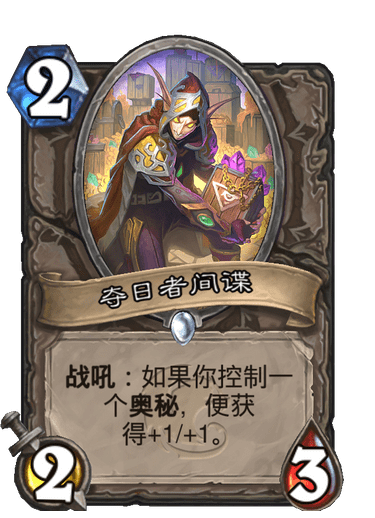 2
夺目者间谍
战吼：如果你控制一
个奥秘，便获
得+1/+1。
2
3